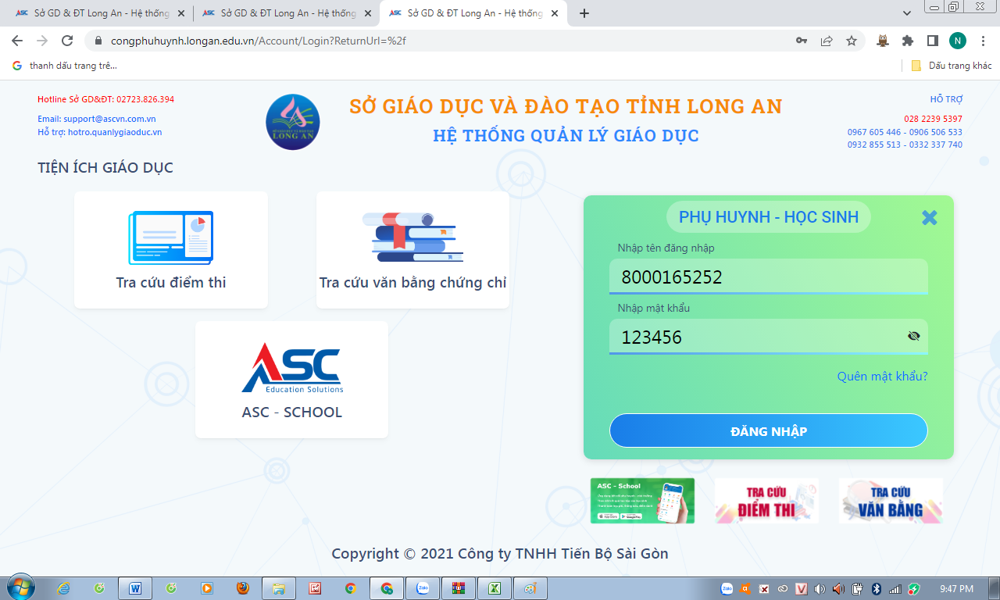 Sở GD & ĐT Long An - Hệ thống
Sở GD & ĐT Long An - Hệ thống
Sở GD & ĐT Long An - Hệ thống
congphuhuynh.longan.edu.vn/Account/Login?ReturnUrl=%2f
N
thanh dấu trang trê...
Dấu trang khác
Hotline Sở GD&ĐT: 02723.826.394
Email: support@ascvn.com.vn
Hỗ trợ: hotro.quanlygiaoduc.vn
LONG AN
SỞ GIÁO DỤC VÀ ĐÀO TẠO TỈNH LONG AN
HỆ THỐNG QUẢN LÝ GIÁO DỤC
HỖ TRỢ
028 2239 5397
0967 605 446 - 0906 506 533
0932 855 513 - 0332 337 740
TIỆN ÍCH GIÁO DỤC
Tra cứu điểm thi
Tra cứu văn bằng chứng chỉ
ASC
Education Solutions
ASC - SCHOOL
PHỤ HUYNH - HỌC SINH
Nhập tên đăng nhập
8000165252
Nhập mật khẩu
123456
Quên mật khẩu?
ĐĂNG NHẬP
ASC - School
TRA CỨU
ĐIỂM THI
TRA CỨU
VĂN BẰNG
Copyright © 2021 Công ty TNHH Tiến Bộ Sài Gòn
9:47 PM